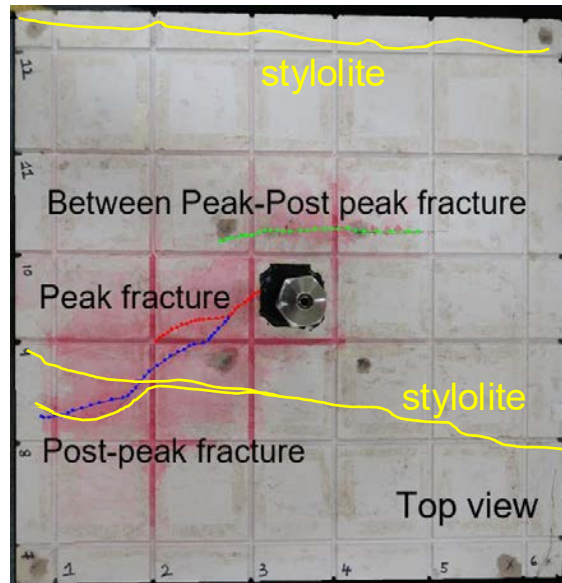 12
stylolite
11
Between Peak-Post peak fracture
10
Peak fracture
9
stylolite
8
Post-peak fracture
Top view
7
1
2
3
4
5
x
6